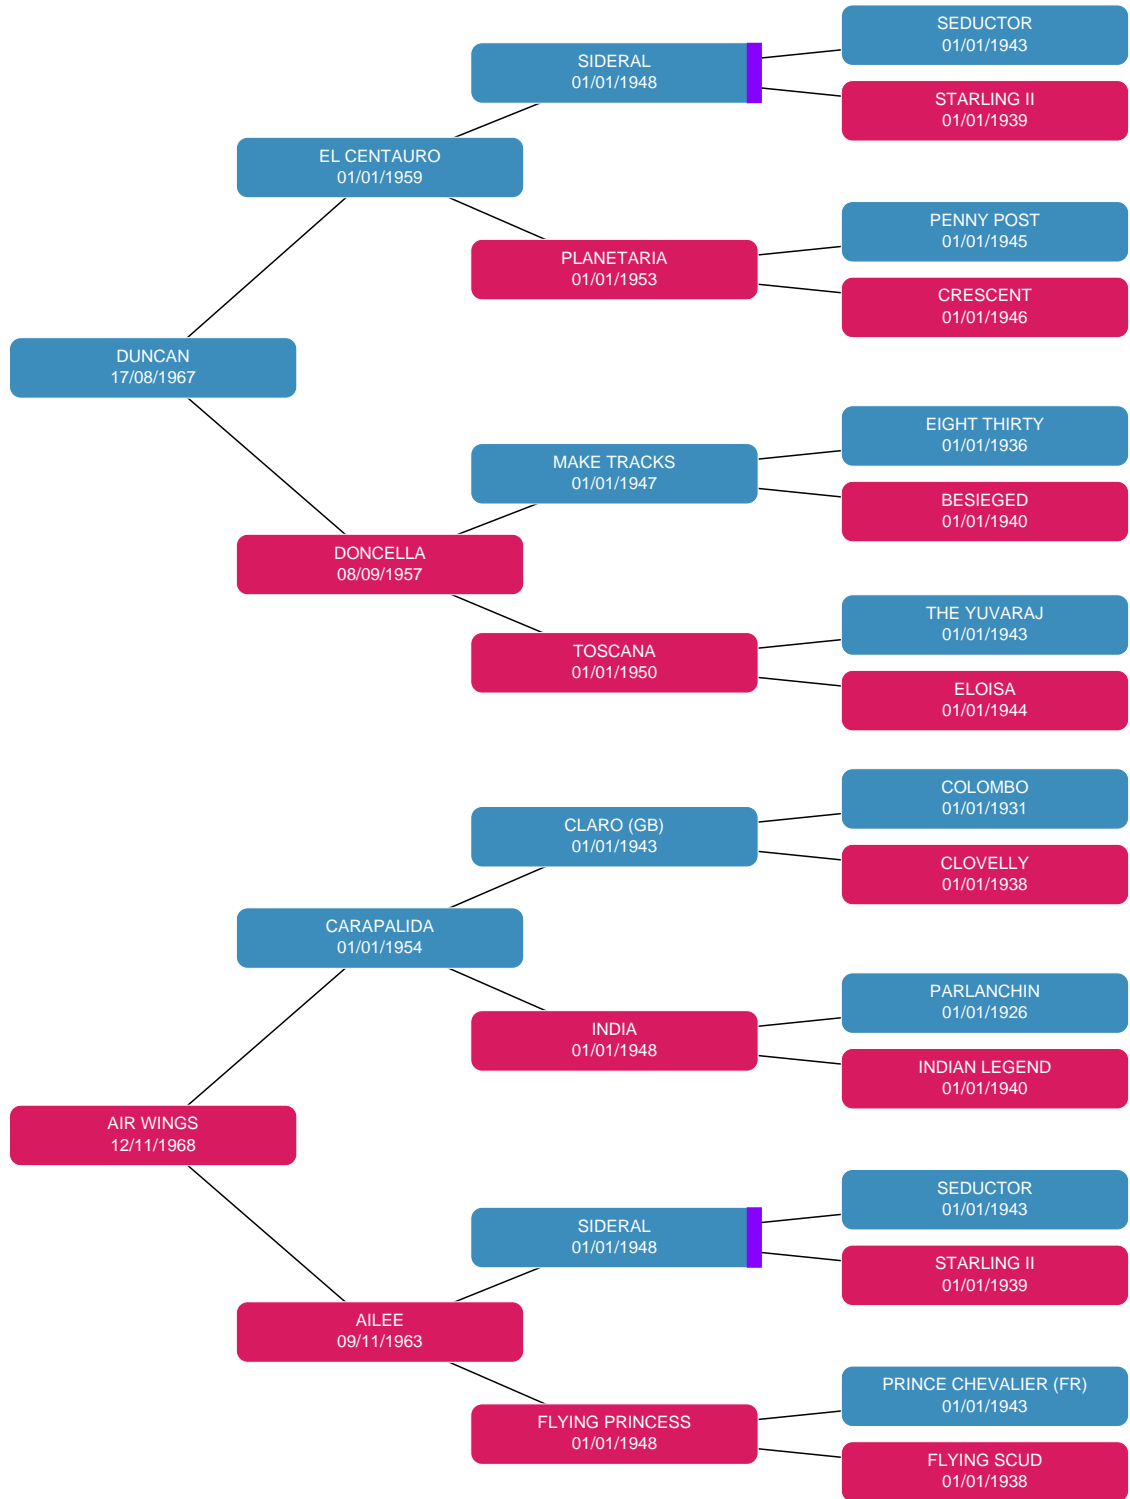 SEDUCTOR
01/01/1943
SIDERAL
01/01/1948
STARLING II
01/01/1939
EL CENTAURO
01/01/1959
PENNY POST
01/01/1945
PLANETARIA
01/01/1953
CRESCENT
01/01/1946
DUNCAN
17/08/1967
EIGHT THIRTY
01/01/1936
MAKE TRACKS
01/01/1947
BESIEGED
01/01/1940
DONCELLA
08/09/1957
THE YUVARAJ
01/01/1943
TOSCANA
01/01/1950
ELOISA
01/01/1944
COLOMBO
01/01/1931
CLARO (GB)
01/01/1943
CLOVELLY
01/01/1938
CARAPALIDA
01/01/1954
PARLANCHIN
01/01/1926
INDIA
01/01/1948
INDIAN LEGEND
01/01/1940
AIR WINGS
12/11/1968
SEDUCTOR
01/01/1943
SIDERAL
01/01/1948
STARLING II
01/01/1939
AILEE
09/11/1963
PRINCE CHEVALIER (FR)
01/01/1943
FLYING PRINCESS
01/01/1948
FLYING SCUD
01/01/1938